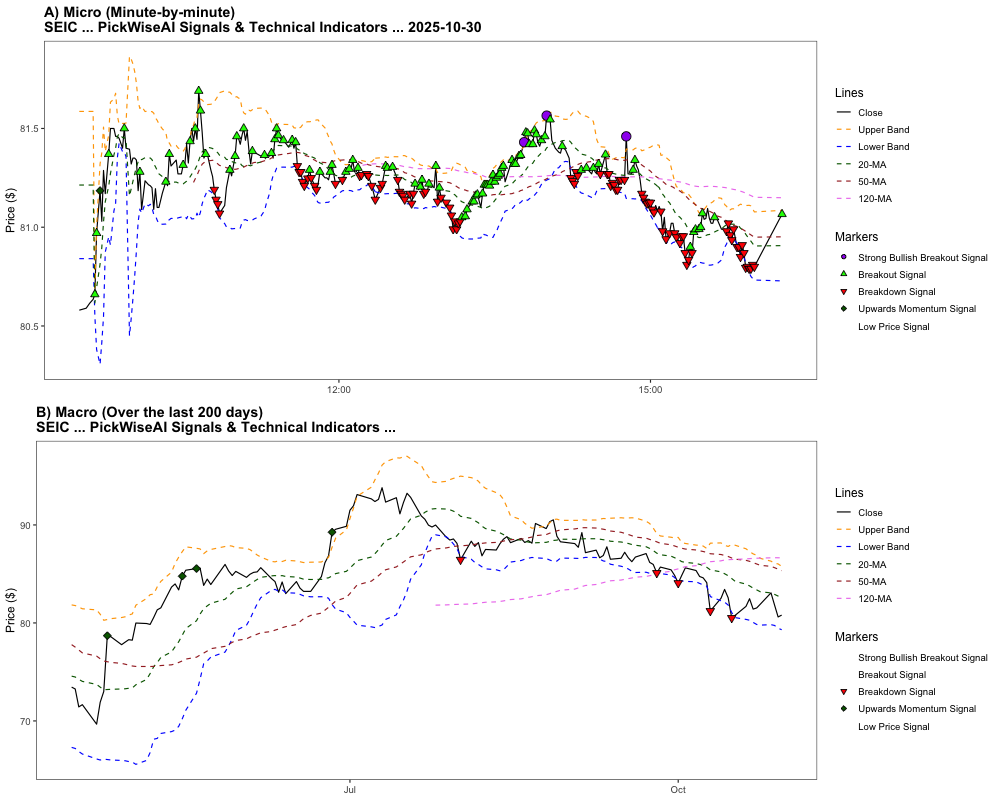 A) Micro (Minute-by-minute)
SEIC ... PickWiseAI Signals & Technical Indicators ... 2025-10-30
Price ($)
81.5
81.0
80.5
12:00
15:00
Lines
Close
Upper Band
Lower Band
20-MA
50-MA
120-MA
Markers
Strong Bullish Breakout Signal
Breakout Signal
Breakdown Signal
Upwards Momentum Signal
Low Price Signal
B) Macro (Over the last 200 days)
SEIC ... PickWiseAI Signals & Technical Indicators ...
Price ($)
90
80
70
Jul
Oct
Lines
Close
Upper Band
Lower Band
20-MA
50-MA
120-MA
Markers
Strong Bullish Breakout Signal
Breakout Signal
Breakdown Signal
Upwards Momentum Signal
Low Price Signal